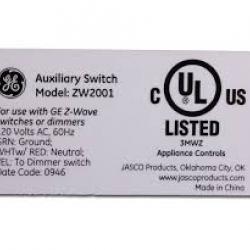 GE
Auxiliary Switch
Model: ZW2001
For use with GE Z-Wave
switches or dimmers
120 Volts AC, 60Hz
GRN: Ground;
WHTw/ RED: Neutral;
YEL: To Dimmer switch
Date Code: 0946
C UL US
LISTED
3MWZ
Appliance Controls
JASCO Products, Oklahoma City, OK
www.jascoproducts.com
Made in China